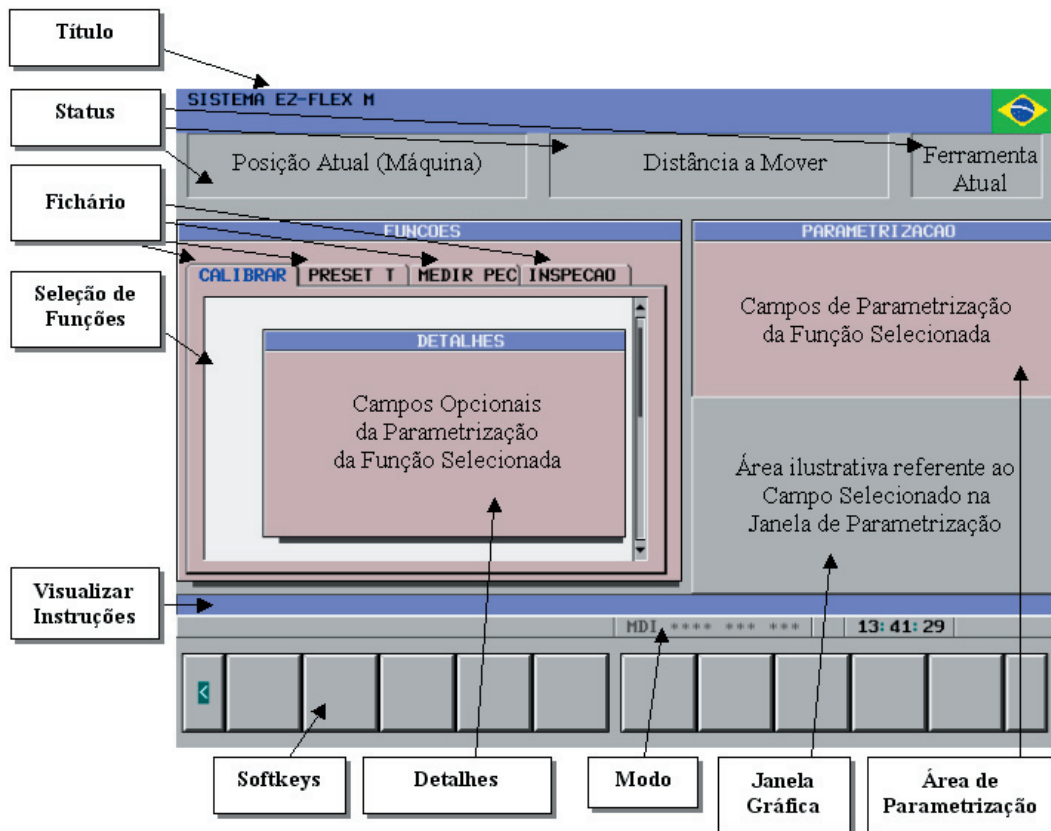 Título
SISTEMA EZ-FLEX M
Status
Posição Atual (Máquina)
Distância a Mover
Ferramenta
Atual
Fichário
FUNCOES
PARAMETRIZACAO
CALIBRAR
PRESET T
MEDIR PEC
INSPECAO
Seleção de
Funções
DETALHES
Campos Opcionais
da Parametrização
da Função Selecionada
Campos de Parametrização
da Função Selecionada
Área ilustrativa referente ao
Campo Selecionado na
Janela de Parametrização
Visualizar
Instruções
MDI **** *** ***
13:41:29
<
Softkeys
Detalhes
Modo
Janela
Gráfica
Área de
Parametrização